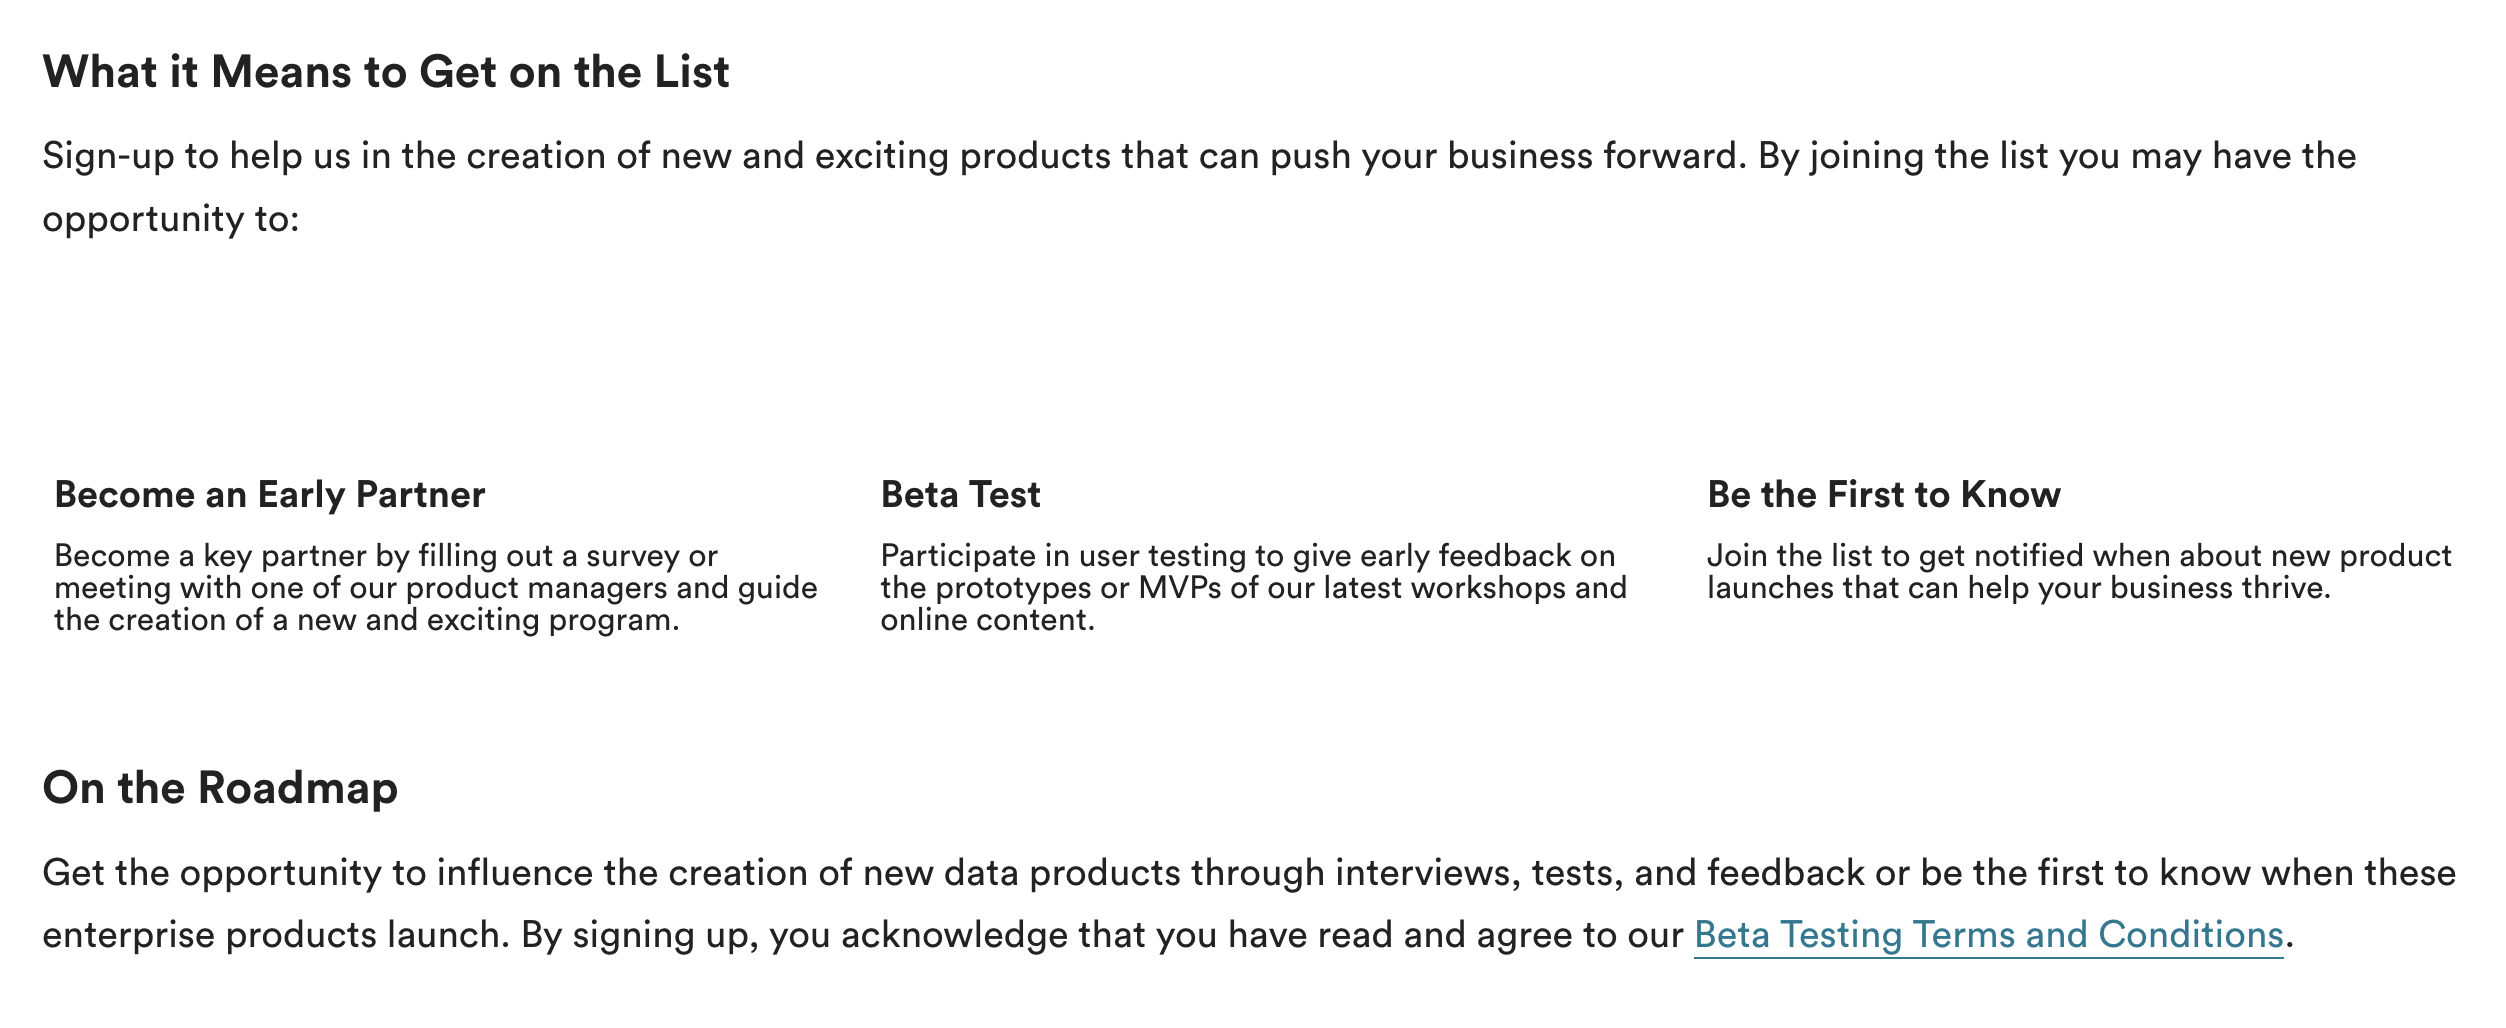 What it Means to Get on the List
Sign-up to help us in the creation of new and exciting products that can push your business forward. By joining the list you may have the
opportunity to:
Become an Early Partner
Become a key partner by filling out a survey or
meeting with one of our product managers and guide
the creation of a new and exciting program.
Beta Test
Participate in user testing to give early feedback on
the prototypes or MVPs of our latest workshops and
online content.
Be the First to Know
Join the list to get notified when about new product
launches that can help your business thrive.
On the Roadmap
Get the opportunity to influence the creation of new data products through interviews, tests, and feedback or be the first to know when these
enterprise products launch. By signing up, you acknowledge that you have read and agree to our Beta Testing Terms and Conditions.